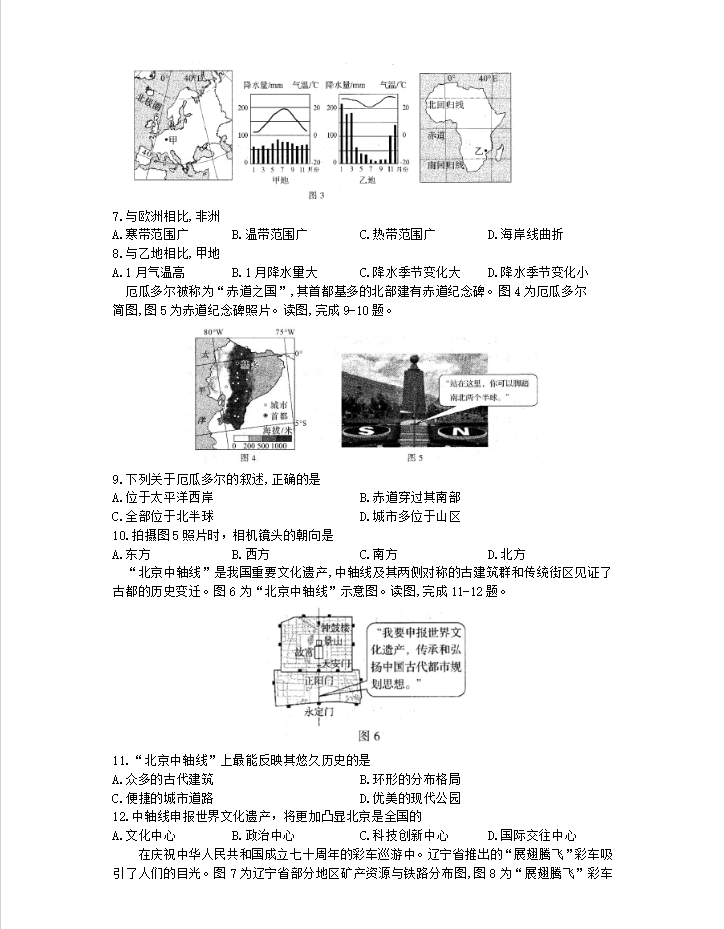 0° 40°E
北极圈
甲
40°
降水量/mm 气温/℃
200 20
100 0
0 -20
1 3 5 7 9 11 月份
甲地
降水量/mm 气温/℃
200 20
100 0
0 -20
1 3 5 7 9 11 月份
乙地
0° 40°E
北回归线
赤道
乙
南回归线
图3
7.与欧洲相比,非洲
A.寒带范围广 B.温带范围广 C.热带范围广 D.海岸线曲折
8.与乙地相比,甲地
A.1月气温高 B.1月降水量大 C.降水季节变化大 D.降水季节变化小
厄瓜多尔被称为“赤道之国”,其首都基多的北部建有赤道纪念碑。图4为厄瓜多尔
简图,图5为赤道纪念碑照片。读图,完成9-10题。
80°W 75°W
太
0°
平
洋
5°S
城市
首都
海拔/米
0 200 500 1000
图4
“站在这里,你可以脚踏
南北两个半球。”
S N
图5
9.下列关于厄瓜多尔的叙述,正确的是
A.位于太平洋西岸 B.赤道穿过其南部
C.全部位于北半球 D.城市多位于山区
10.拍摄图5照片时，相机镜头的朝向是
A.东方 B.西方 C.南方 D.北方
“北京中轴线”是我国重要文化遗产,中轴线及其两侧对称的古建筑群和传统街区见证了
古都的历史变迁。图6为“北京中轴线”示意图。读图,完成11-12题。
钟鼓楼
景山
故宫
天安门
正阳门
永定门
“我要申报世界文
化遗产，传承和弘
扬中国古代都市规
划思想。”
图6
11.“北京中轴线”上最能反映其悠久历史的是
A.众多的古代建筑 B.环形的分布格局
C.便捷的城市道路 D.优美的现代公园
12.中轴线申报世界文化遗产，将更加凸显北京是全国的
A.文化中心 B.政治中心 C.科技创新中心 D.国际交往中心
在庆祝中华人民共和国成立七十周年的彩车巡游中。辽宁省推出的“展翅腾飞”彩车吸
引了人们的目光。图7为辽宁省部分地区矿产资源与铁路分布图,图8为“展翅腾飞”彩车